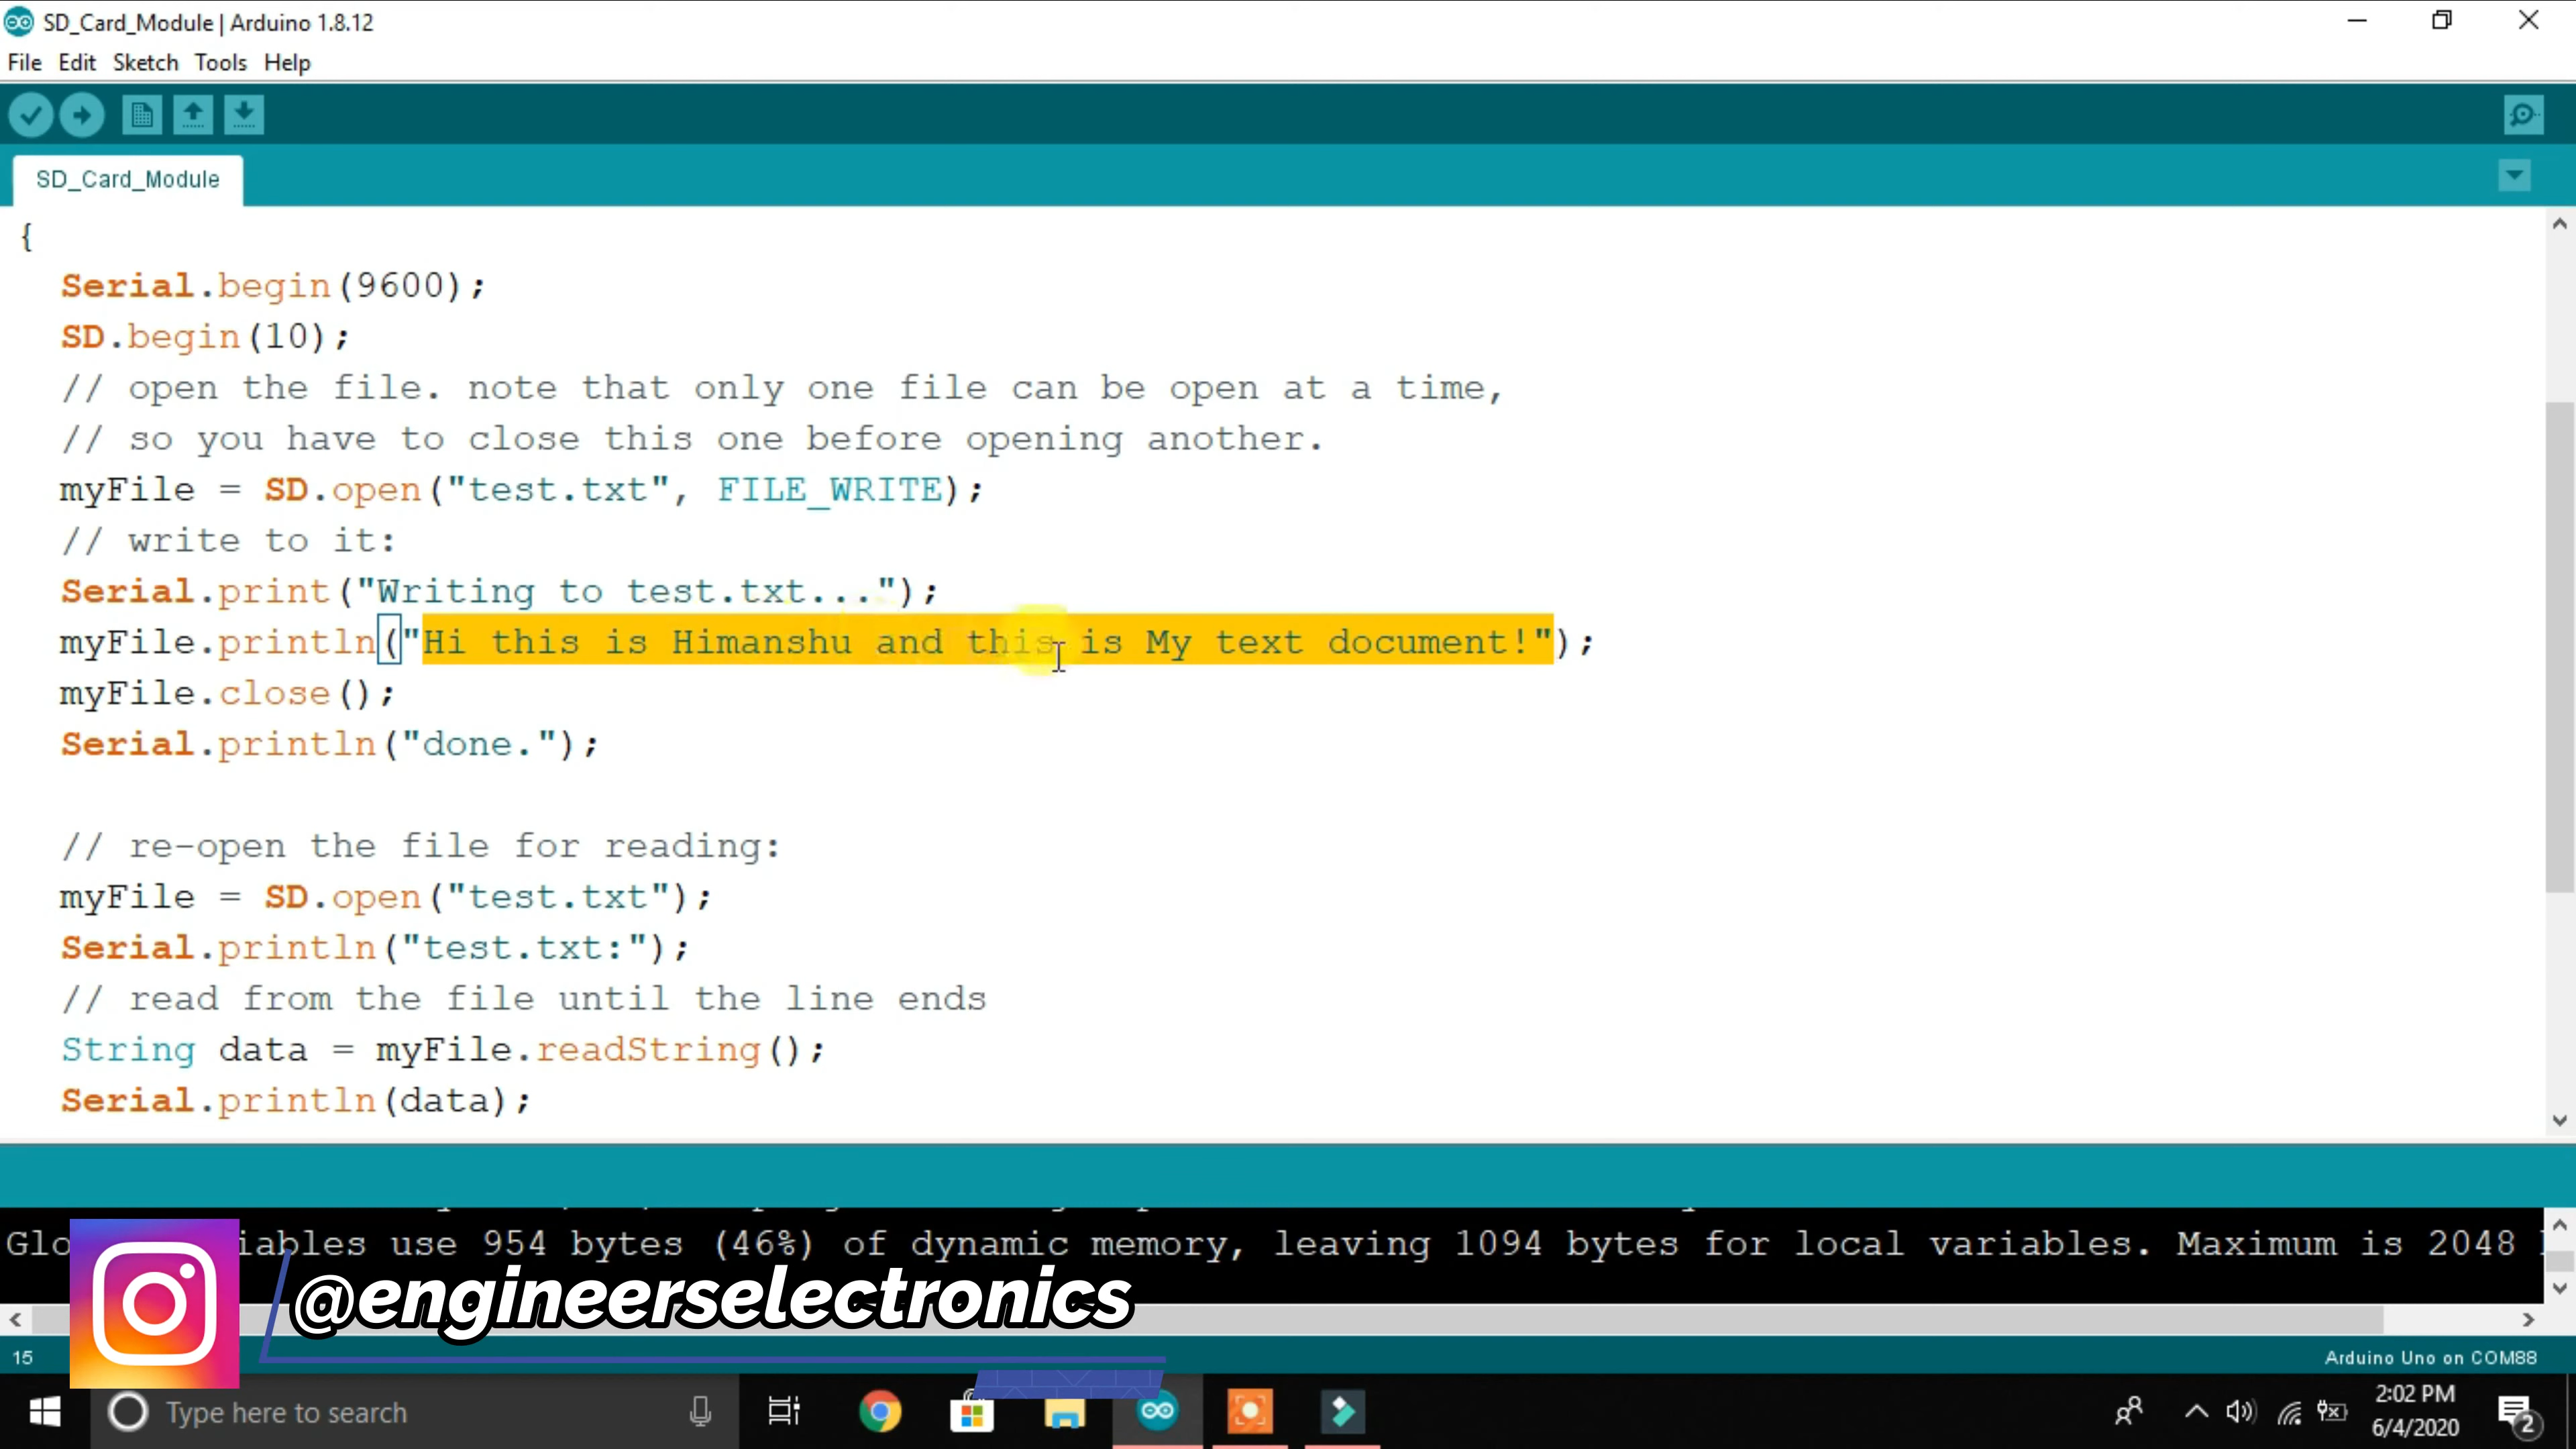 SD_Card_Module | Arduino 1.8.12
File Edit Sketch Tools Help
SD_Card_Module
{
Serial.begin(9600);
SD.begin(10);
// open the file. note that only one file can be open at a time,
// so you have to close this one before opening another.
myFile = SD.open("test.txt", FILE_WRITE);
// write to it:
Serial.print("Writing to test.txt...");
myFile.println("Hi this is Himanshu and this is My text document!");
myFile.close();
Serial.println("done.");
// re-open the file for reading:
myFile = SD.open("test.txt");
Serial.println("test.txt:");
// read from the file until the line ends
String data = myFile.readString();
Serial.println(data);
Glo iables use 954 bytes (46%) of dynamic memory, leaving 1094 bytes for local variables. Maximum is 2048
@engineerselectronics
15
Arduino Uno on COM88
Type here to search
2:02 PM
6/4/2020
2